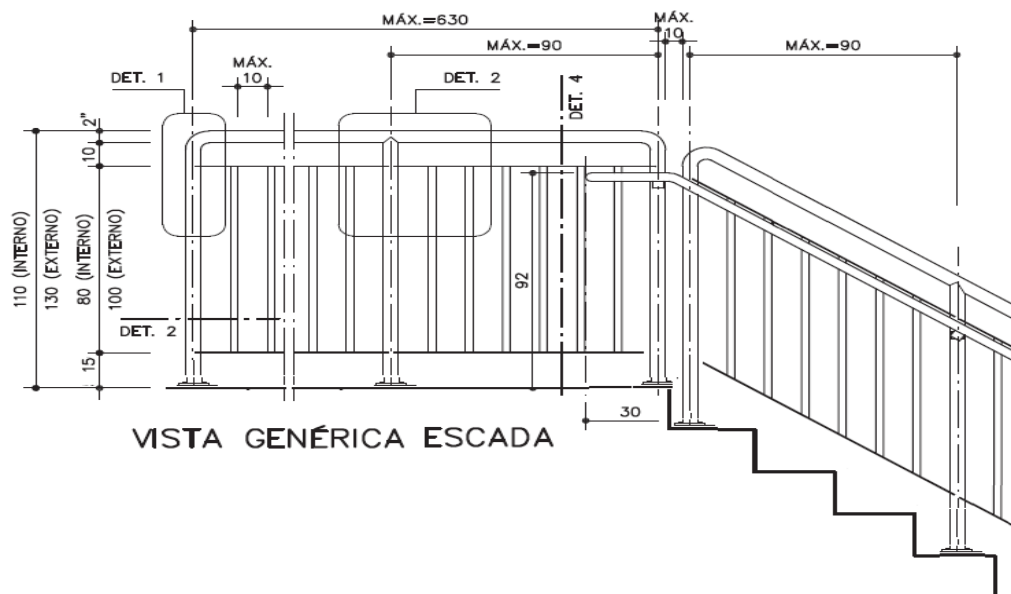 MÁX.=630
MÁX.
10
MÁX.=90
MÁX.=90
MÁX.
10
DET. 1
DET. 2
DET. 4
2"
10
110 (INTERNO)
130 (EXTERNO)
80 (INTERNO)
100 (EXTERNO)
92
DET. 2
15
30
VISTA GENÉRICA ESCADA